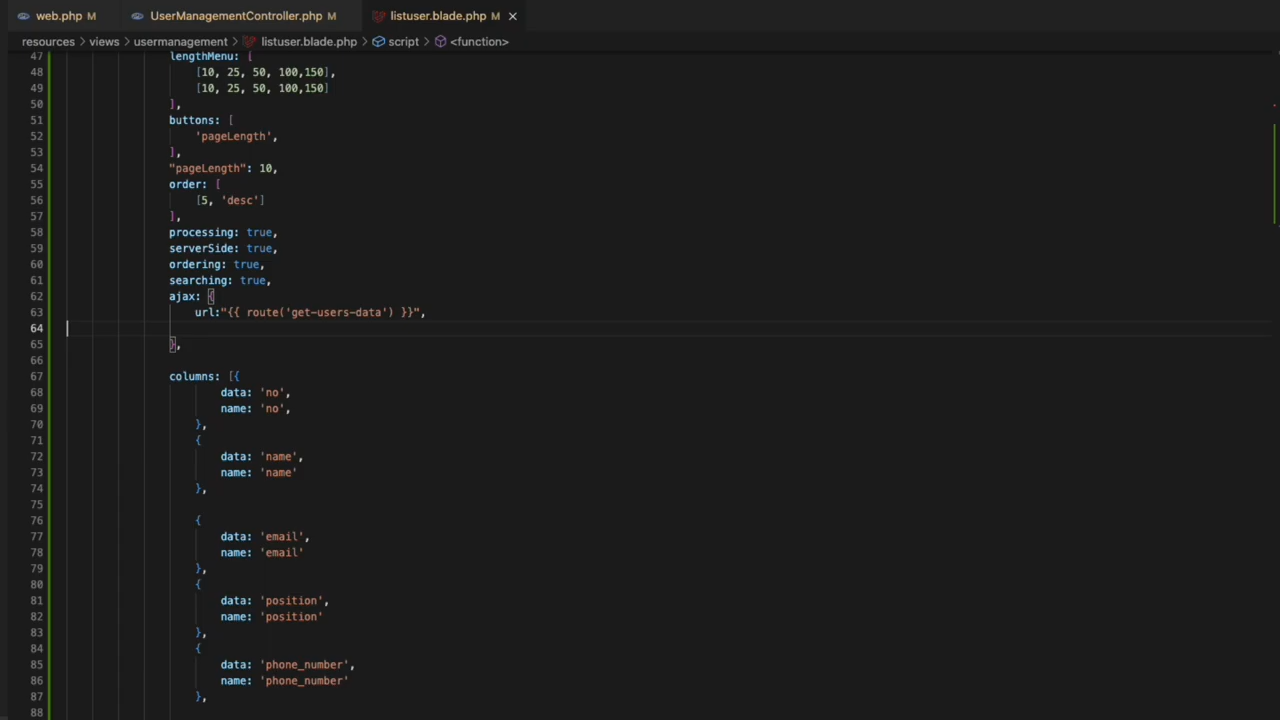 web.php M UserManagementController.php M listuser.blade.php M ×
resources > views > usermanagement > listuser.blade.php > script > <function>
47 lengthMenu: [
48 [10, 25, 50, 100,150],
49 [10, 25, 50, 100,150]
50 ],
51 buttons: [
52 'pageLength',
53 ],
54 "pageLength": 10,
55 order: [
56 [5, 'desc']
57 ],
58 processing: true,
59 serverSide: true,
60 ordering: true,
61 searching: true,
62 ajax: {
63 url:"{{ route('get-users-data') }}",
64
65 },
66
67 columns: [{
68 data: 'no',
69 name: 'no',
70 },
71 {
72 data: 'name',
73 name: 'name'
74 },
75
76 {
77 data: 'email',
78 name: 'email'
79 },
80 {
81 data: 'position',
82 name: 'position'
83 },
84 {
85 data: 'phone_number',
86 name: 'phone_number'
87 },
88